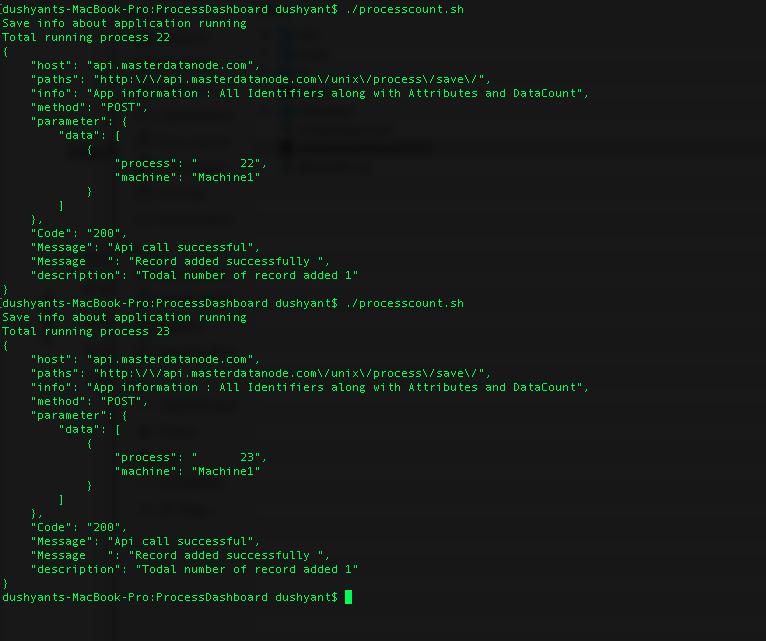 [dushyants-MacBook-Pro:ProcessDashboard dushyant$ ./processcount.sh
Save info about application running
Total running process 22
{
    "host": "api.masterdatanode.com",
    "paths": "http:\/\/api.masterdatanode.com\/unix\/process\/save\/",
    "info": "App information : All Identifiers along with Attributes and DataCount",
    "method": "POST",
    "parameter": {
        "data": [
            {
                "process": "      22",
                "machine": "Machine1"
            }
        ]
    },
    "Code": "200",
    "Message": "Api call successful",
    "Message   ": "Record added successfully ",
    "description": "Todal number of record added 1"
}
[dushyants-MacBook-Pro:ProcessDashboard dushyant$ ./processcount.sh
Save info about application running
Total running process 23
{
    "host": "api.masterdatanode.com",
    "paths": "http:\/\/api.masterdatanode.com\/unix\/process\/save\/",
    "info": "App information : All Identifiers along with Attributes and DataCount",
    "method": "POST",
    "parameter": {
        "data": [
            {
                "process": "      23",
                "machine": "Machine1"
            }
        ]
    },
    "Code": "200",
    "Message": "Api call successful",
    "Message   ": "Record added successfully ",
    "description": "Todal number of record added 1"
}
dushyants-MacBook-Pro:ProcessDashboard dushyant$